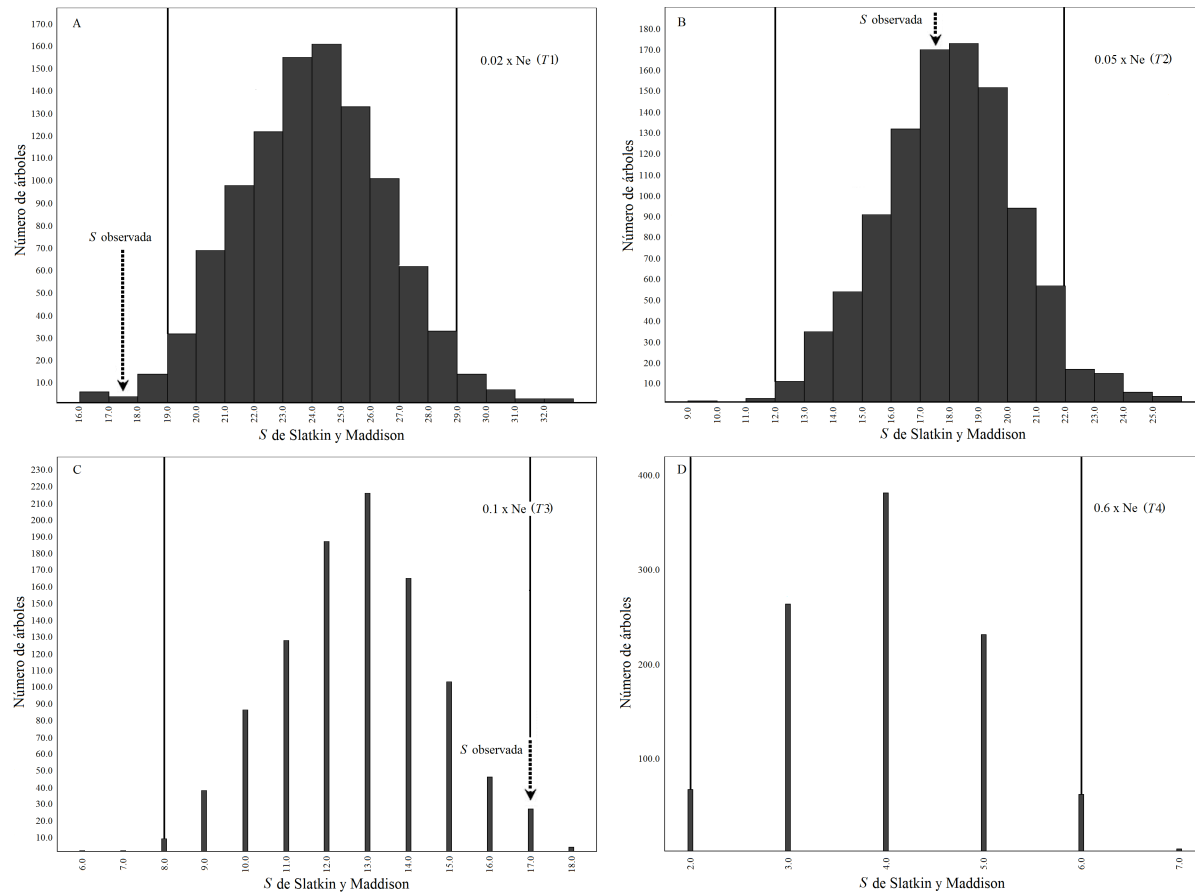 A
0.02 x Ne (T1)
S observada
Número de árboles
170.0
160.0
150.0
140.0
130.0
120.0
110.0
100.0
90.0
80.0
70.0
60.0
50.0
40.0
30.0
20.0
10.0
16.0 17.0 18.0 19.0 20.0 21.0 22.0 23.0 24.0 25.0 26.0 27.0 28.0 29.0 30.0 31.0 32.0
S de Slatkin y Maddison
B
S observada
0.05 x Ne (T2)
Número de árboles
180.0
170.0
160.0
150.0
140.0
130.0
120.0
110.0
100.0
90.0
80.0
70.0
60.0
50.0
40.0
30.0
20.0
10.0
9.0 10.0 11.0 12.0 13.0 14.0 15.0 16.0 17.0 18.0 19.0 20.0 21.0 22.0 23.0 24.0 25.0
S de Slatkin y Maddison
C
0.1 x Ne (T3)
S observada
Número de árboles
230.0
220.0
210.0
200.0
190.0
180.0
170.0
160.0
150.0
140.0
130.0
120.0
110.0
100.0
90.0
80.0
70.0
60.0
50.0
40.0
30.0
20.0
10.0
6.0 7.0 8.0 9.0 10.0 11.0 12.0 13.0 14.0 15.0 16.0 17.0 18.0
S de Slatkin y Maddison
D
0.6 x Ne (T4)
Número de árboles
400.0
300.0
200.0
100.0
2.0 3.0 4.0 5.0 6.0 7.0
S de Slatkin y Maddison